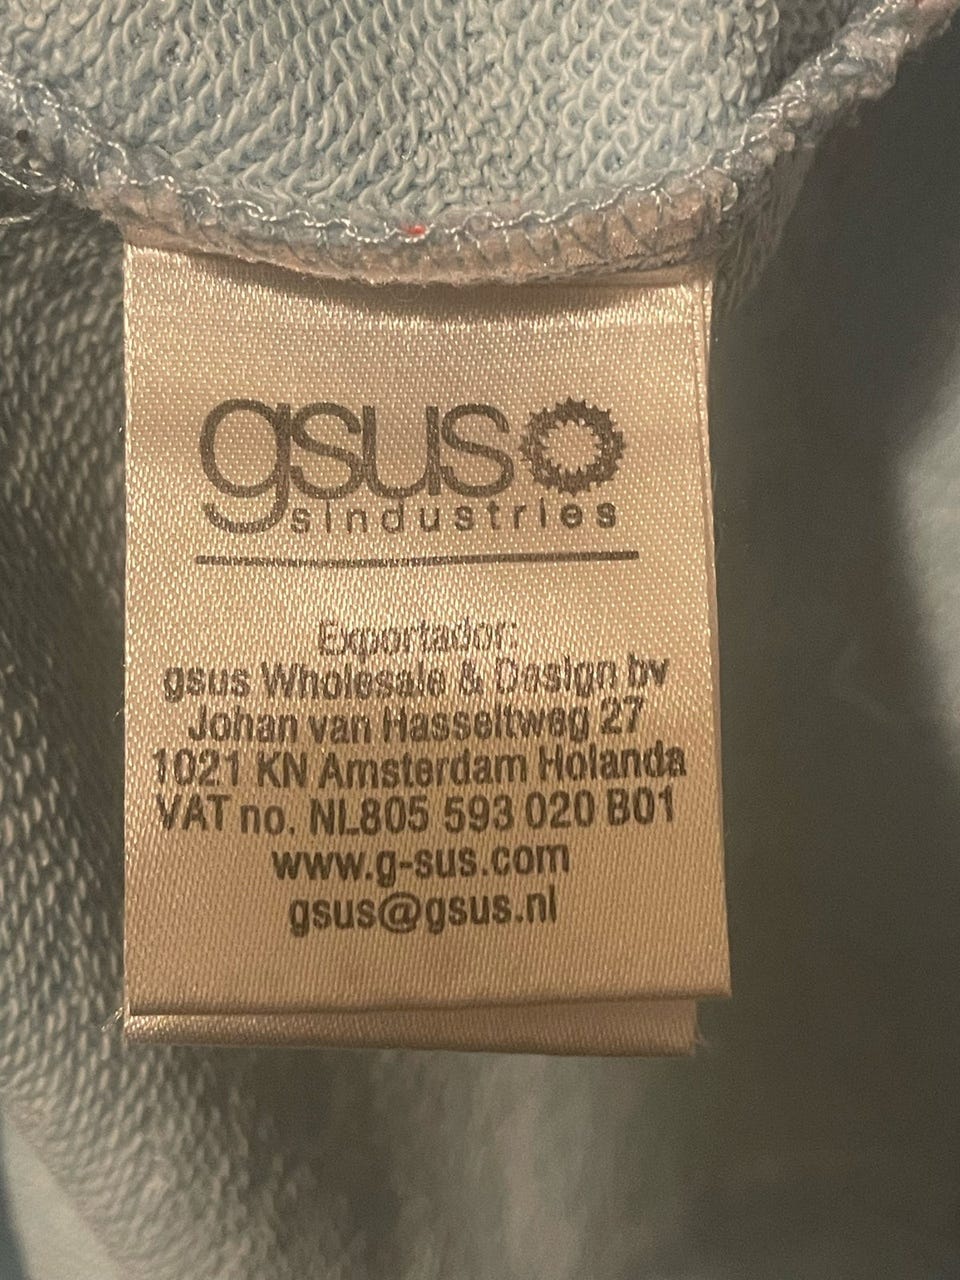 gsus
sindustries
Exportador:
gsus Wholesale & Design bv
Johan van Hasseltweg 27
1021 KN Amsterdam Holanda
VAT no. NL805 593 020 B01
www.g-sus.com
gsus@gsus.nl